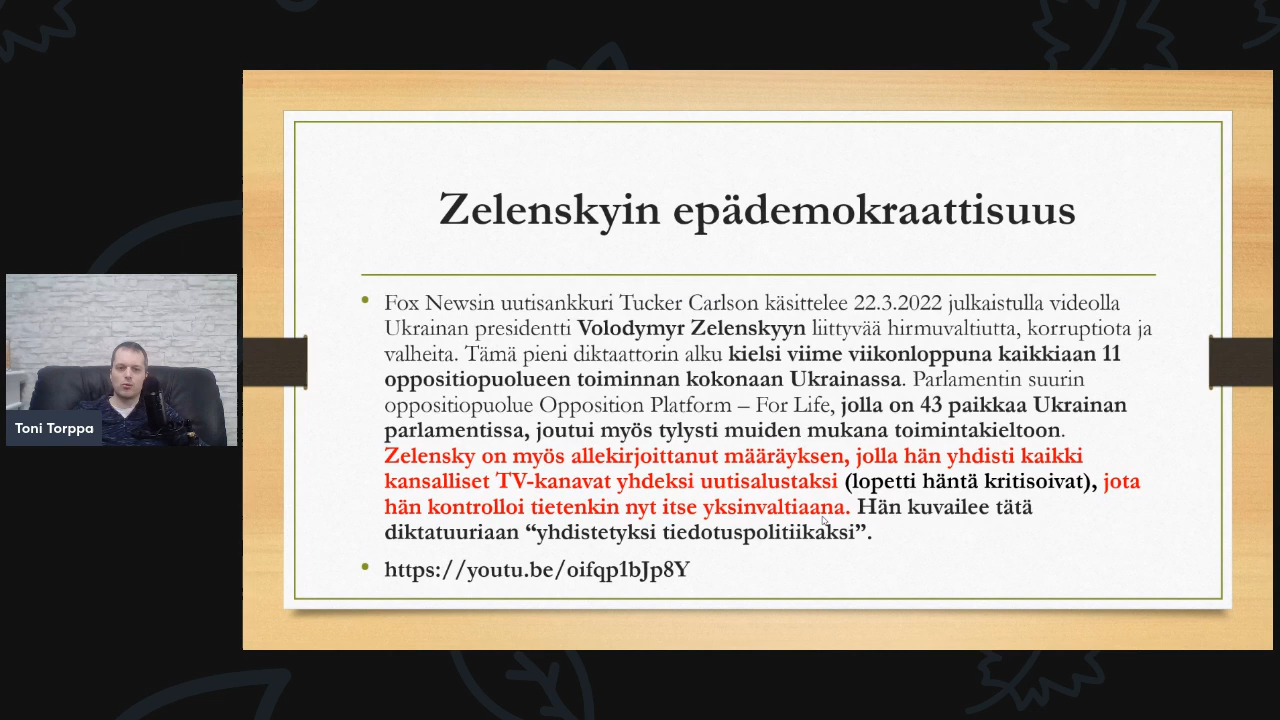 Zelenskyin epädemokraattisuus
Fox Newsin uutisankkuri Tucker Carlson käsittelee 22.3.2022 julkaistulla videolla
Ukrainan presidentti Volodymyr Zelenskyyn liittyvää hirmuvaltiutta, korruptiota ja
valheita. Tämä pieni diktaattorin alku kielsi viime viikonloppuna kaikkiaan 11
oppositiopuolueen toiminnan kokonaan Ukrainassa. Parlamentin suurin
oppositiopuolue Opposition Platform – For Life, jolla on 43 paikkaa Ukrainan
parlamentissa, joutui myös tylysti muiden mukana toimintakieltoon.
Zelensky on myös allekirjoittanut määräyksen, jolla hän yhdisti kaikki
kansalliset TV-kanavat yhdeksi uutisalustaksi (lopetti häntä kritisoivat), jota
hän kontrolloi tietenkin nyt itse yksinvaltiaana. Hän kuvailee tätä
diktatuuriaan “yhdistetyksi tiedotuspolitiikaksi”.
https://youtu.be/oifqp1bJp8Y
Toni Torppa